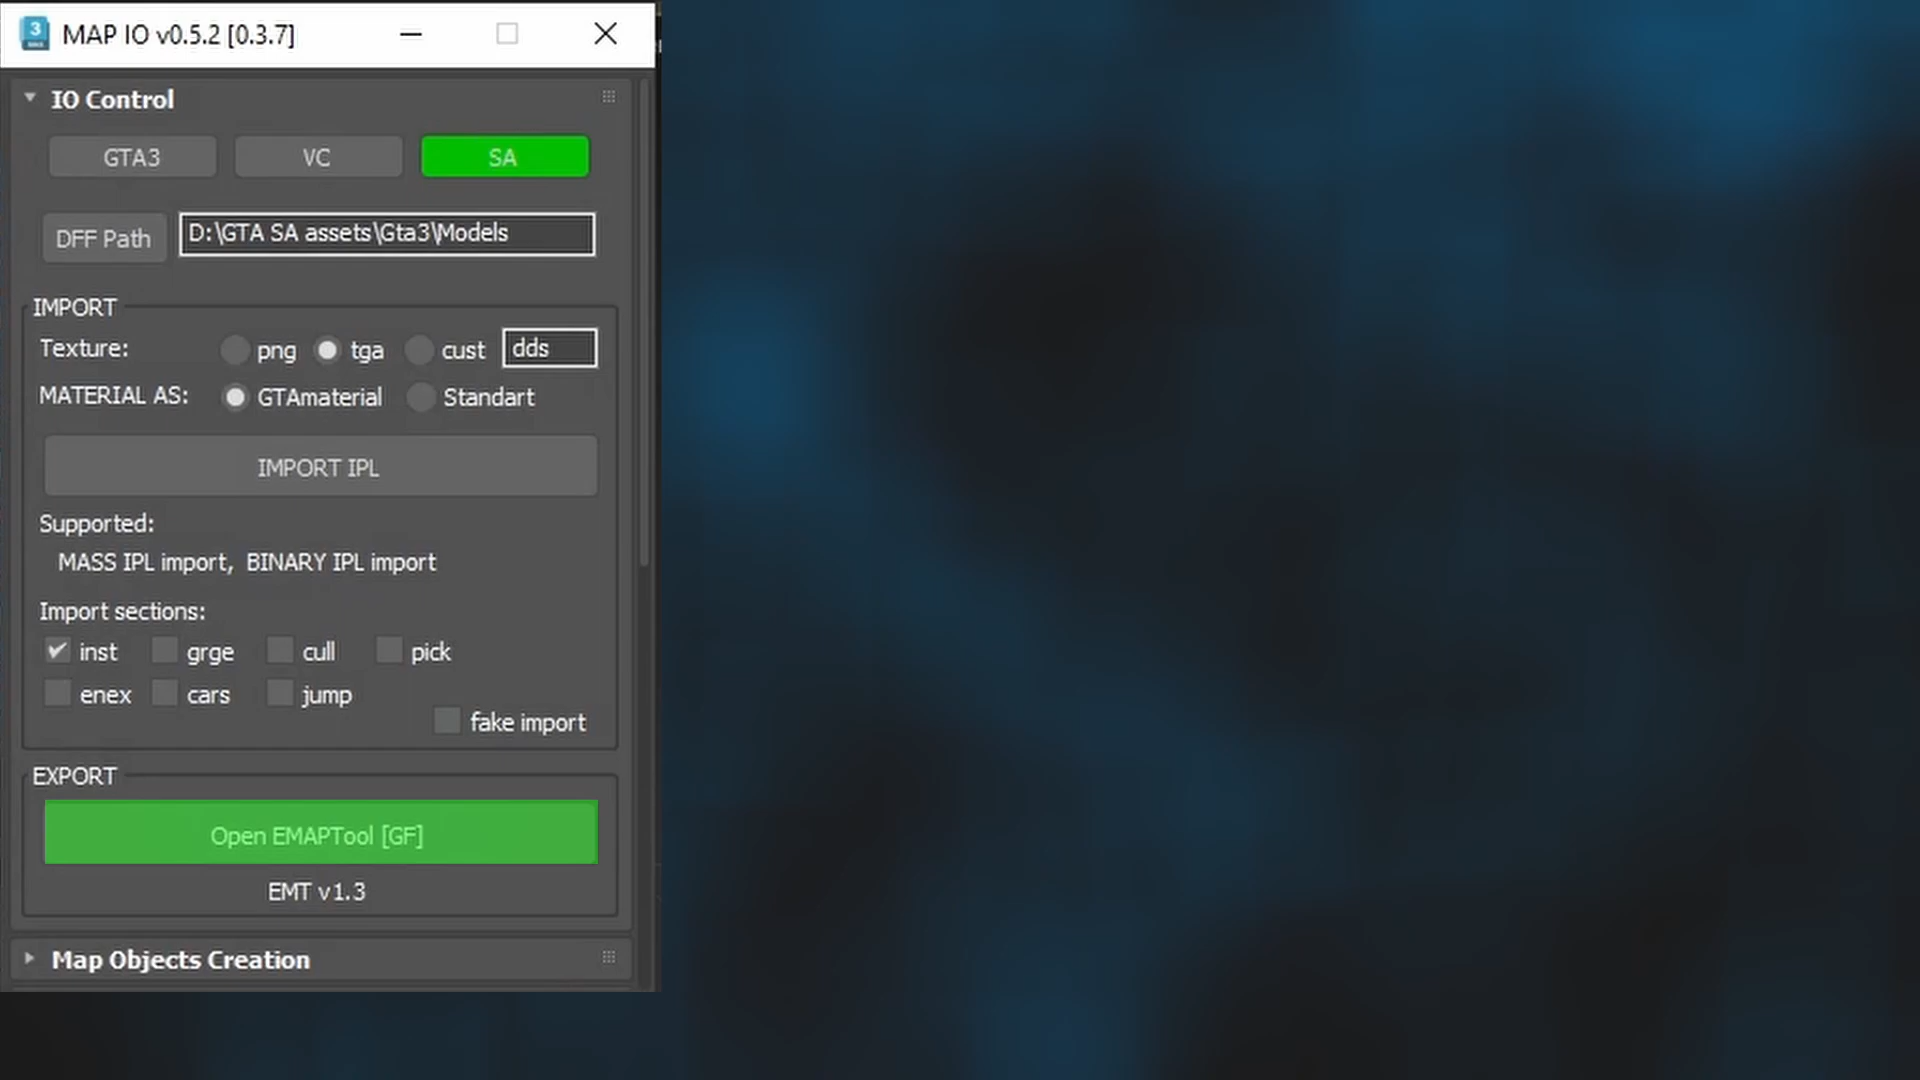 MAP IO v0.5.2 [0.3.7]
IO Control
GTA3 VC SA
DFF Path D:\GTA SA assets\Gta3\Models
IMPORT
Texture: png tga cust dds
MATERIAL AS: GTAmaterial Standart
IMPORT IPL
Supported:
MASS IPL import, BINARY IPL import
Import sections:
inst grge cull pick
enex cars jump
fake import
EXPORT
Open EMAPTool [GF]
EMT v1.3
Map Objects Creation